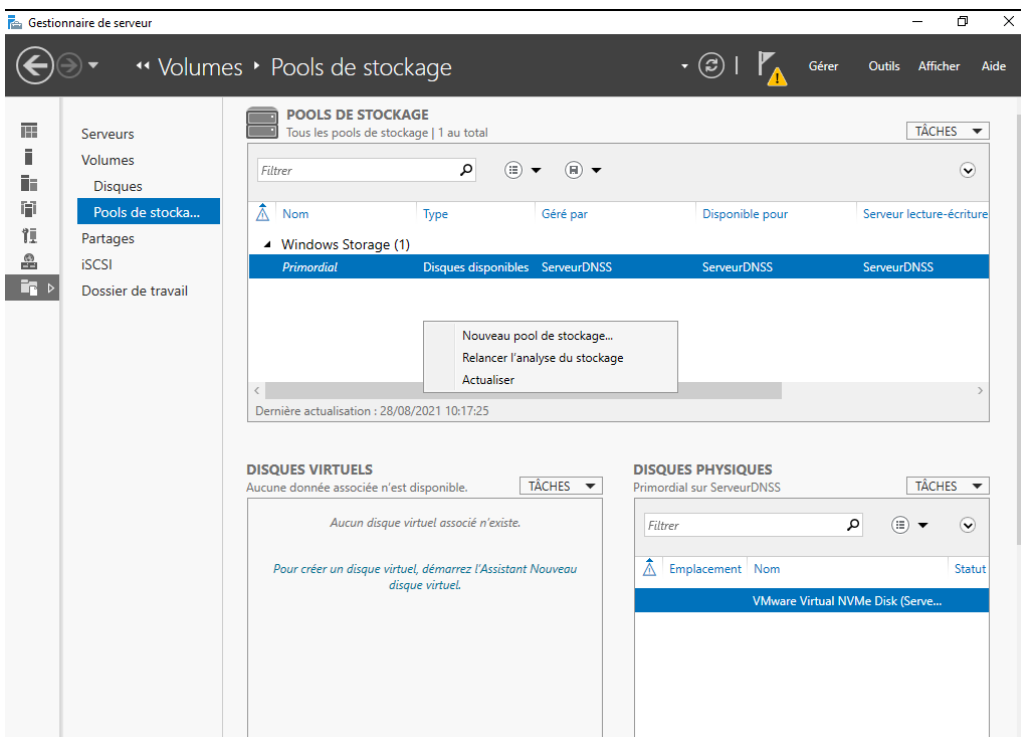 Gestionnaire de serveur
Volumes Pools de stockage
Gérer Outils Afficher Aide
Serveurs
Volumes
Disques
Pools de stocka...
Partages
iSCSI
Dossier de travail
POOLS DE STOCKAGE
Tous les pools de stockage | 1 au total
TÂCHES
Filtrer
Nom Type Géré par Disponible pour Serveur lecture-écriture
Windows Storage (1)
Primordial Disques disponibles ServeurDNSS ServeurDNSS ServeurDNSS
Nouveau pool de stockage...
Relancer l'analyse du stockage
Actualiser
Dernière actualisation : 28/08/2021 10:17:25
DISQUES VIRTUELS
Aucune donnée associée n'est disponible.
TÂCHES
Aucun disque virtuel associé n'existe.
Pour créer un disque virtuel, démarrez l'Assistant Nouveau
disque virtuel.
DISQUES PHYSIQUES
Primordial sur ServeurDNSS
TÂCHES
Filtrer
Emplacement Nom Statut
VMware Virtual NVMe Disk (Serve...